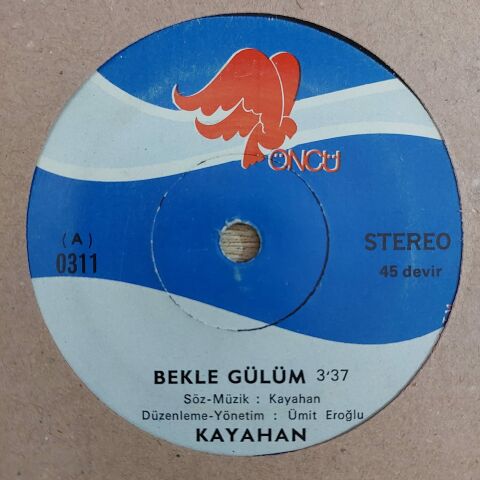 ÖNCÜ
(A)
0311
STEREO
45 devir
BEKLE GÜLÜM 3'37
Söz-Müzik : Kayahan
Düzenleme-Yönetim : Ümit Eroğlu
KAYAHAN